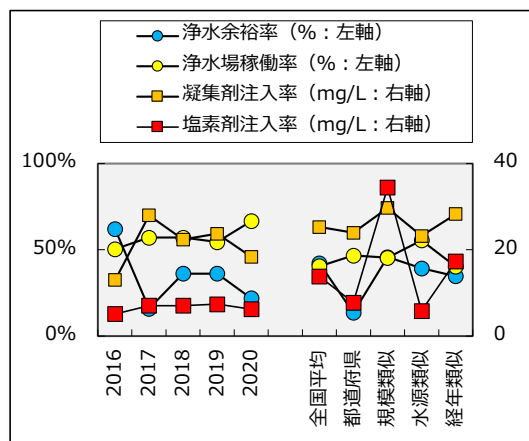 浄水余裕率（%：左軸）
浄水場稼働率（%：左軸）
凝集剤注入率（mg/L：右軸）
塩素剤注入率（mg/L：右軸）
100%
50%
0%
40
20
0
2016
2017
2018
2019
2020
全国平均
都道府県
規模類似
水源類似
経年類似